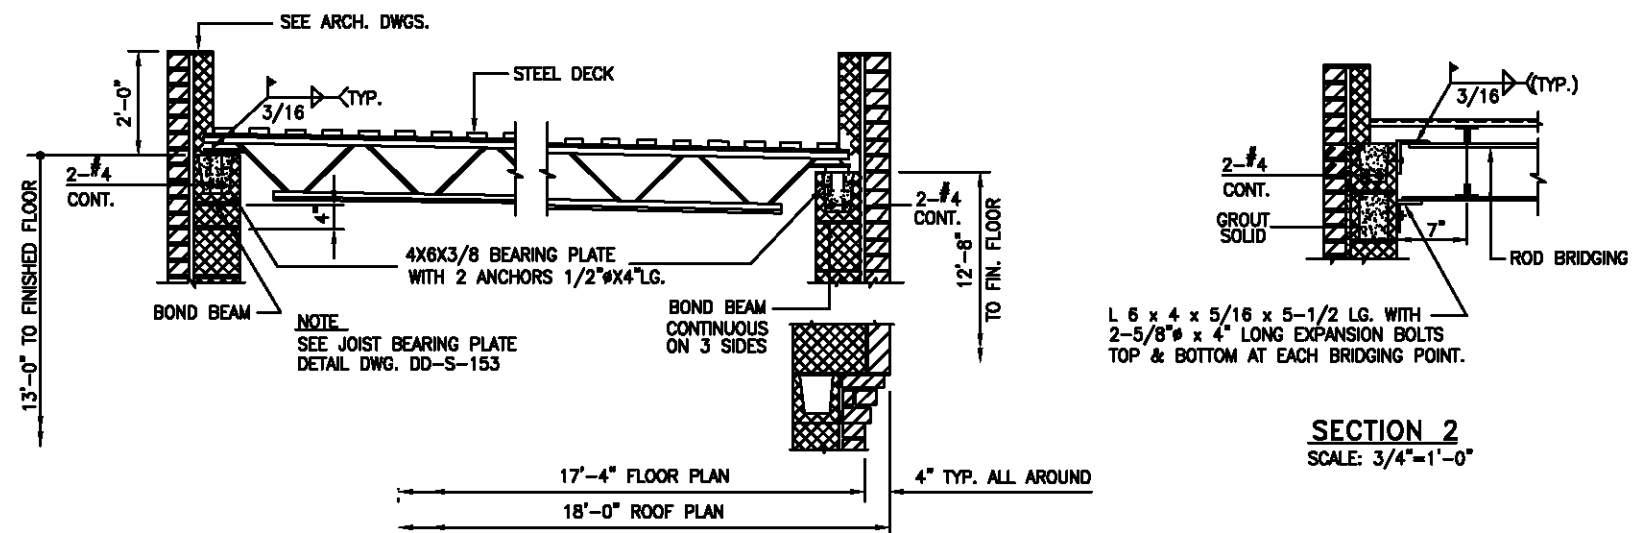 SEE ARCH. DWGS.
STEEL DECK
3/16
TYP.
2'-0"
2-#4
CONT.
4"
13'-0" TO FINISHED FLOOR
4X6X3/8 BEARING PLATE
WITH 2 ANCHORS 1/2"øX4"LG.
BOND BEAM
NOTE
SEE JOIST BEARING PLATE
DETAIL DWG. DD-S-153
BOND BEAM
CONTINUOUS
ON 3 SIDES
2-#4
CONT.
12'-8"
TO FIN. FLOOR
17'-4" FLOOR PLAN
4" TYP. ALL AROUND
18'-0" ROOF PLAN
3/16
(TYP.)
2-#4
CONT.
GROUT
SOLID
7"
ROD BRIDGING
L 6 x 4 x 5/16 x 5-1/2 LG. WITH
2-5/8"ø x 4" LONG EXPANSION BOLTS
TOP & BOTTOM AT EACH BRIDGING POINT.
SECTION 2
SCALE: 3/4"=1'-0"